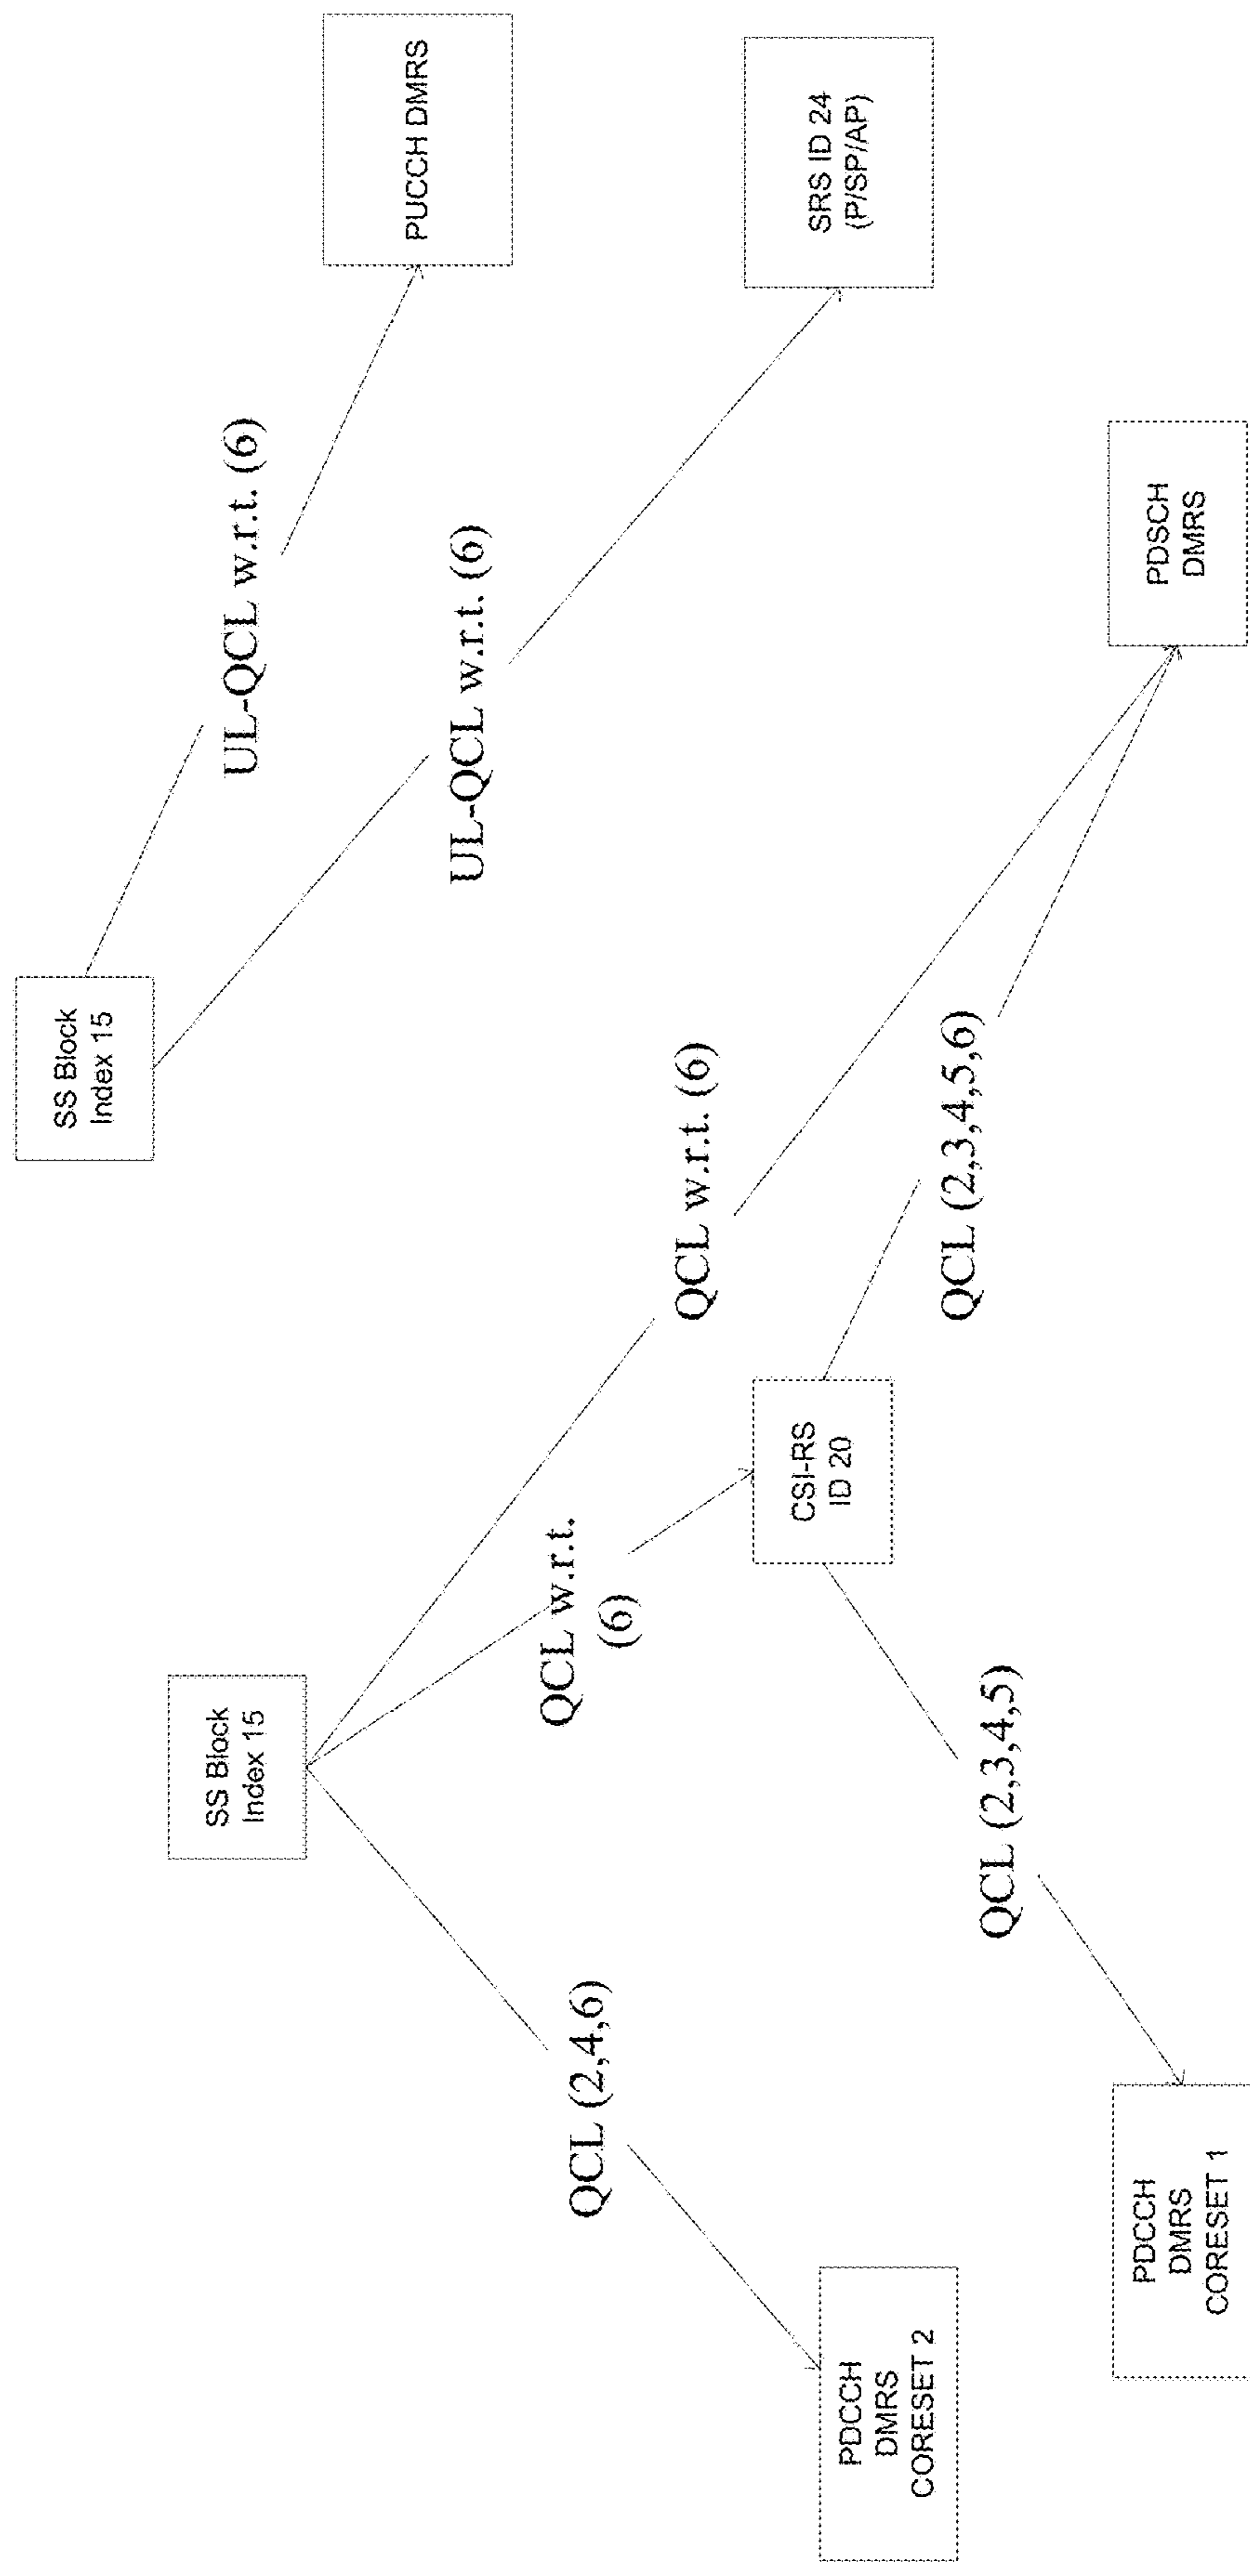 SS Block
Index 15
UL-QCL w.r.t. (6)
PUCCH DMRS
UL-QCL w.r.t. (6)
SRS ID 24
(P/SP/AP)
SS Block
Index 15
QCL (2,4,6)
QCL w.r.t.
(6)
QCL w.r.t. (6)
PDCCH
DMRS
CORESET 2
CSI-RS
ID 20
QCL (2,3,4,5)
QCL (2,3,4,5,6)
PDCCH
DMRS
CORESET 1
PDSCH
DMRS